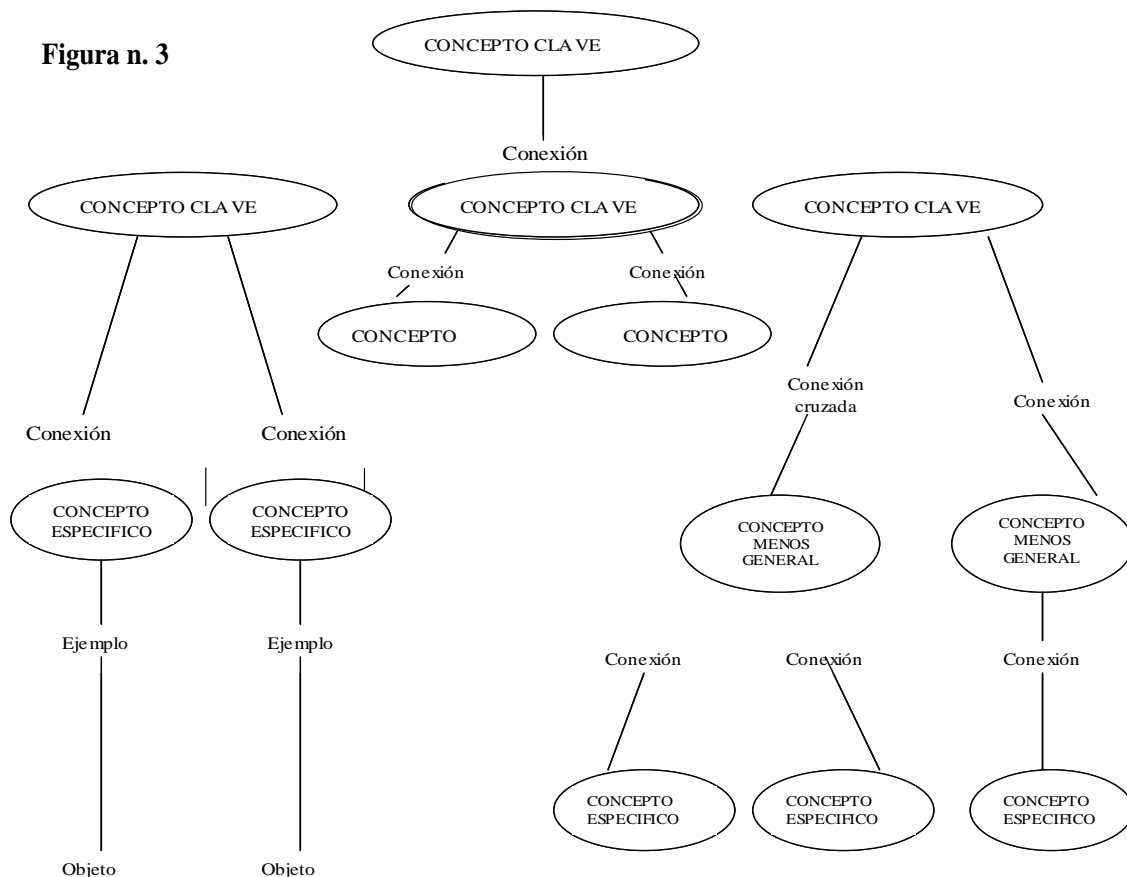 Figura n. 3
CONCEPTO CLAVE
Conexión
CONCEPTO CLAVE
CONCEPTO CLAVE
CONCEPTO CLAVE
Conexión
Conexión
CONCEPTO
CONCEPTO
Conexión
cruzada
Conexión
Conexión
Conexión
CONCEPTO
ESPECIFICO
CONCEPTO
ESPECIFICO
CONCEPTO
MENOS
GENERAL
CONCEPTO
MENOS
GENERAL
Ejemplo
Ejemplo
Conexión
Conexión
Conexión
CONCEPTO
ESPECIFICO
CONCEPTO
ESPECIFICO
CONCEPTO
ESPECIFICO
Objeto
Objeto